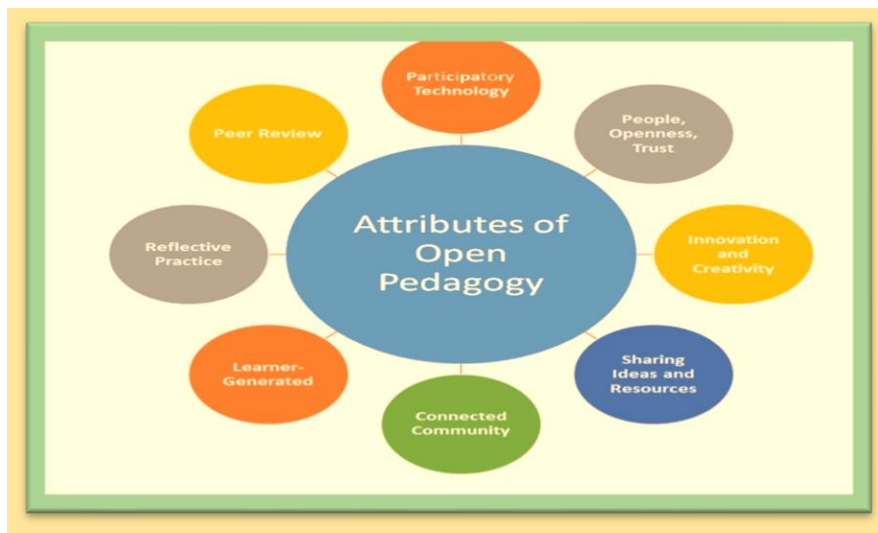 Participatory
Technology
People,
Openness,
Trust
Innovation
and
Creativity
Sharing
Ideas and
Resources
Connected
Community
Learner-
Generated
Reflective
Practice
Peer Review
Attributes of
Open
Pedagogy